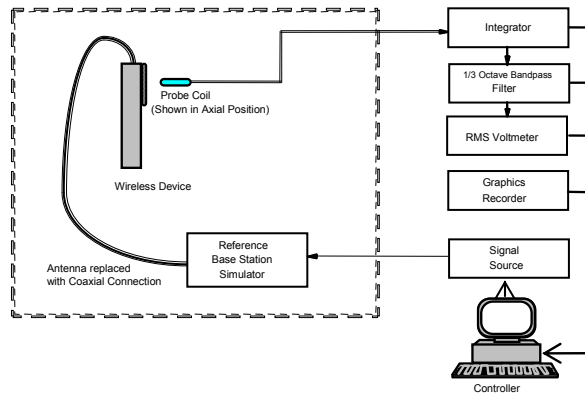 Integrator
1/3 Octave Bandpass
Filter
RMS Voltmeter
Graphics
Recorder
Signal
Source
Controller
Probe Coil
(Shown in Axial Position)
Wireless Device
Reference
Base Station
Simulator
Antenna replaced
with Coaxial Connection